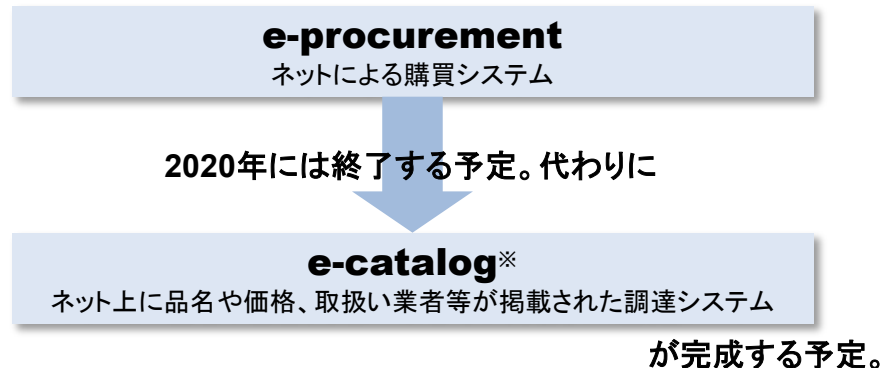 e-procurement
ネットによる購買システム
2020年には終了する予定。代わりに
e-catalog※
ネット上に品名や価格、取扱い業者等が掲載された調達システム
が完成する予定。